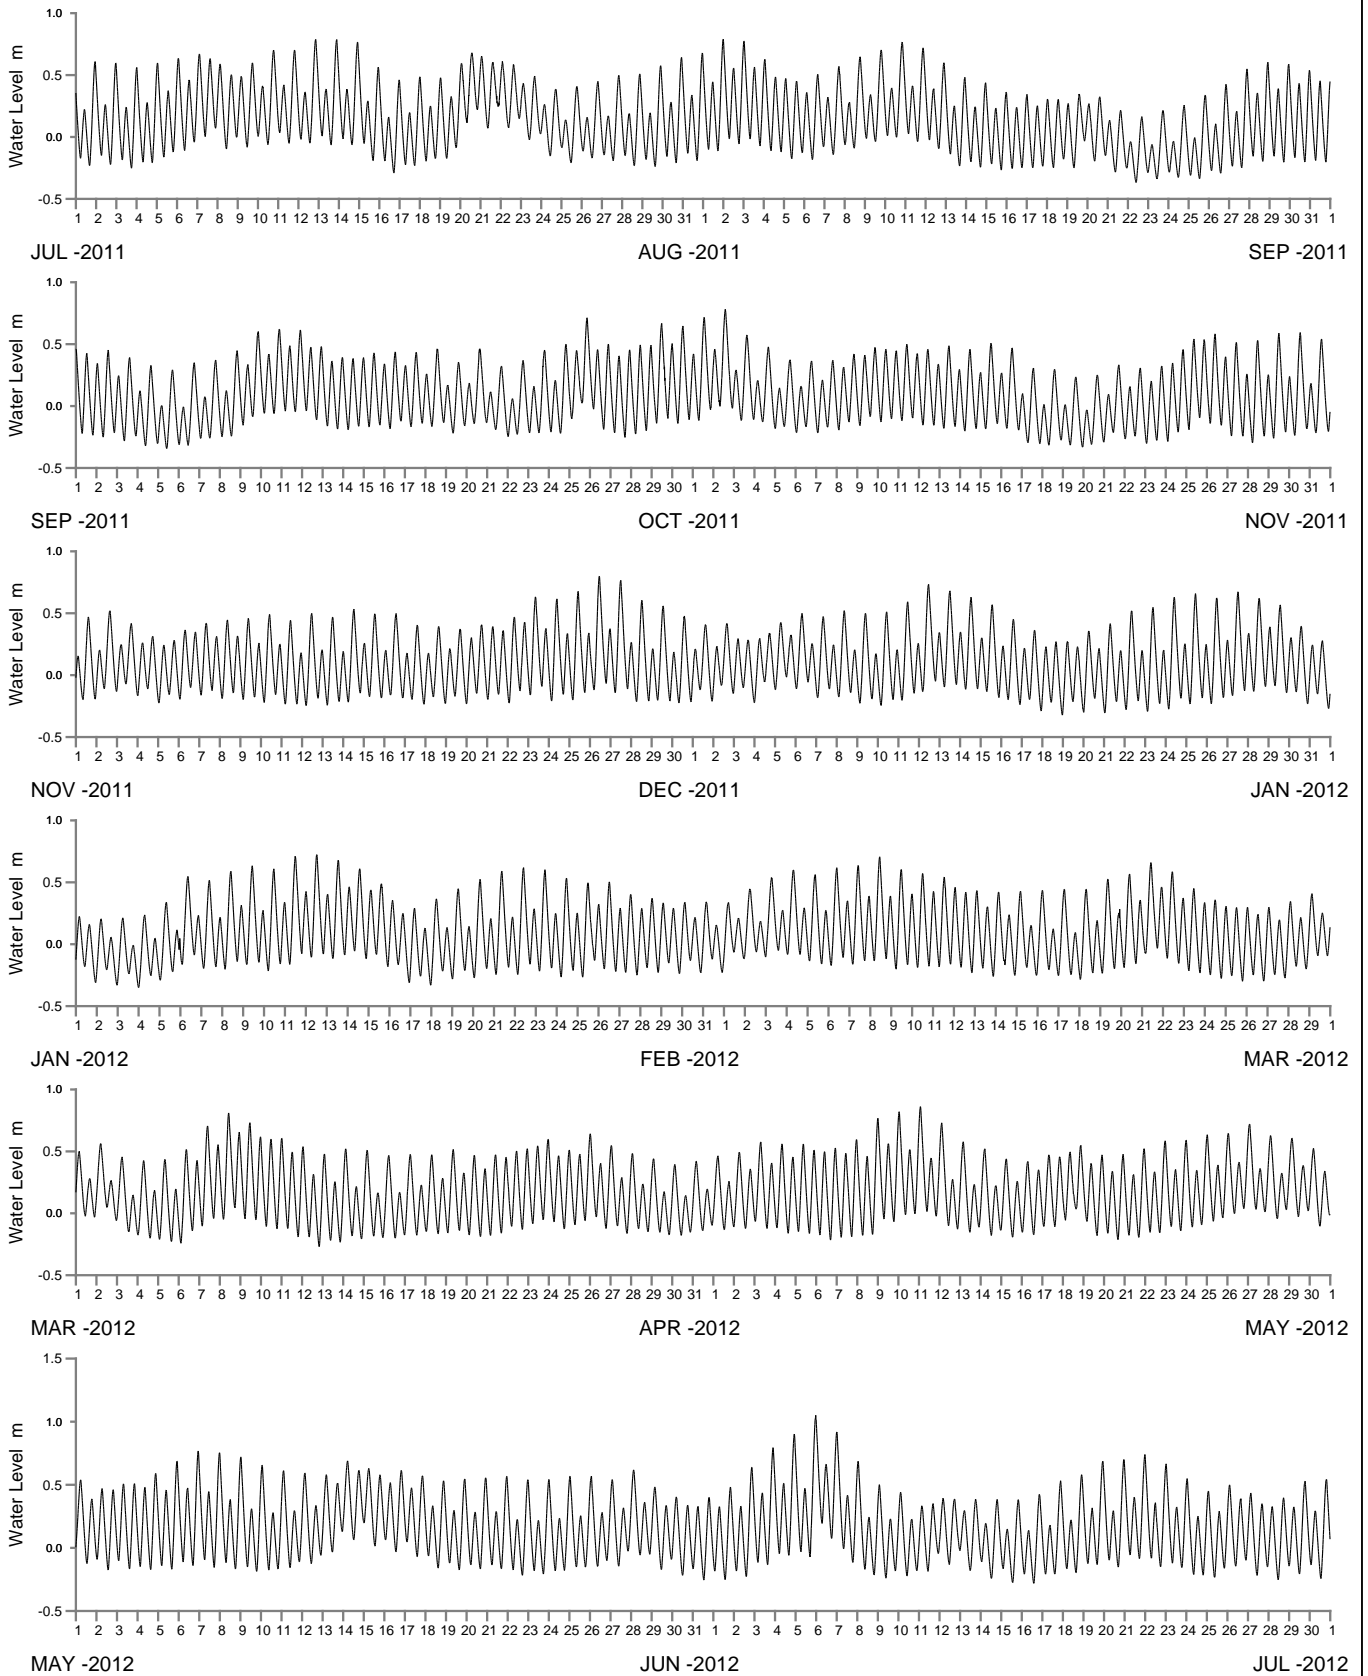 1.0
0.5
0.0
-0.5
Water Level m
1 2 3 4 5 6 7 8 9 10 11 12 13 14 15 16 17 18 19 20 21 22 23 24 25 26 27 28 29 30 31 1 2 3 4 5 6 7 8 9 10 11 12 13 14 15 16 17 18 19 20 21 22 23 24 25 26 27 28 29 30 31 1
JUL -2011 AUG -2011 SEP -2011
1.0
0.5
0.0
-0.5
Water Level m
1 2 3 4 5 6 7 8 9 10 11 12 13 14 15 16 17 18 19 20 21 22 23 24 25 26 27 28 29 30 1 2 3 4 5 6 7 8 9 10 11 12 13 14 15 16 17 18 19 20 21 22 23 24 25 26 27 28 29 30 31 1
SEP -2011 OCT -2011 NOV -2011
1.0
0.5
0.0
-0.5
Water Level m
1 2 3 4 5 6 7 8 9 10 11 12 13 14 15 16 17 18 19 20 21 22 23 24 25 26 27 28 29 30 1 2 3 4 5 6 7 8 9 10 11 12 13 14 15 16 17 18 19 20 21 22 23 24 25 26 27 28 29 30 31 1
NOV -2011 DEC -2011 JAN -2012
1.0
0.5
0.0
-0.5
Water Level m
1 2 3 4 5 6 7 8 9 10 11 12 13 14 15 16 17 18 19 20 21 22 23 24 25 26 27 28 29 30 31 1 2 3 4 5 6 7 8 9 10 11 12 13 14 15 16 17 18 19 20 21 22 23 24 25 26 27 28 29 1
JAN -2012 FEB -2012 MAR -2012
1.0
0.5
0.0
-0.5
Water Level m
1 2 3 4 5 6 7 8 9 10 11 12 13 14 15 16 17 18 19 20 21 22 23 24 25 26 27 28 29 30 31 1 2 3 4 5 6 7 8 9 10 11 12 13 14 15 16 17 18 19 20 21 22 23 24 25 26 27 28 29 30 1
MAR -2012 APR -2012 MAY -2012
1.5
1.0
0.5
0.0
-0.5
Water Level m
1 2 3 4 5 6 7 8 9 10 11 12 13 14 15 16 17 18 19 20 21 22 23 24 25 26 27 28 29 30 31 1 2 3 4 5 6 7 8 9 10 11 12 13 14 15 16 17 18 19 20 21 22 23 24 25 26 27 28 29 30 1
MAY -2012 JUN -2012 JUL -2012